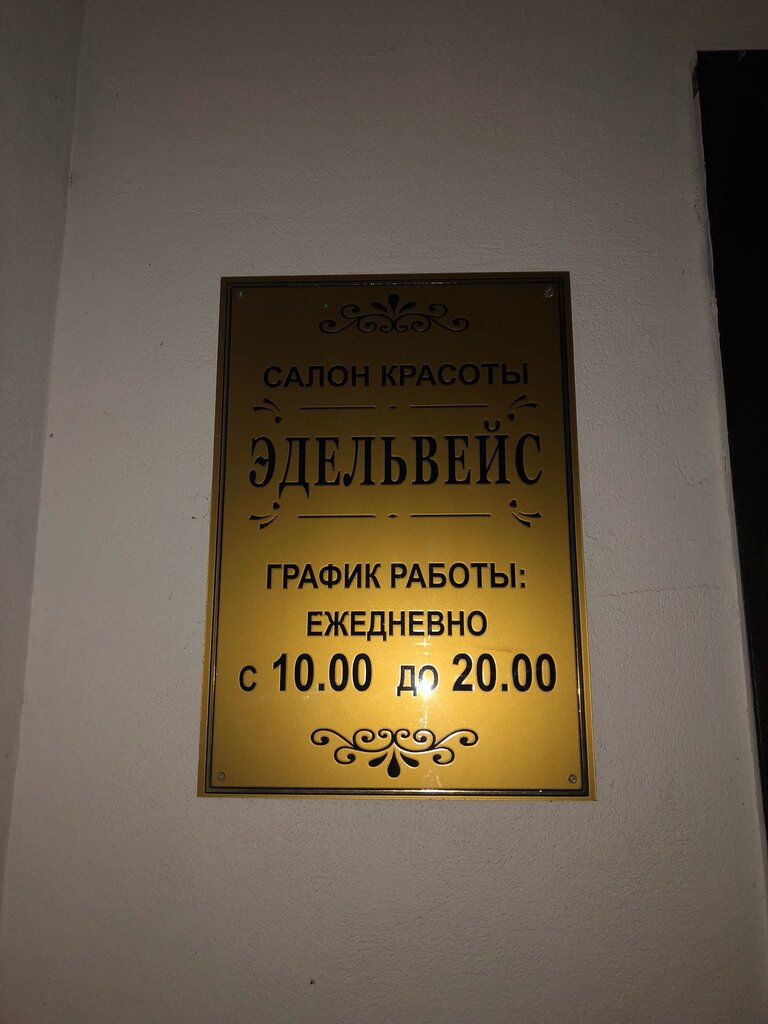 САЛОН КРАСОТЫ
ЭДЕЛЬВЕЙС
ГРАФИК РАБОТЫ:
ЕЖЕДНЕВНО
с 10.00 до 20.00